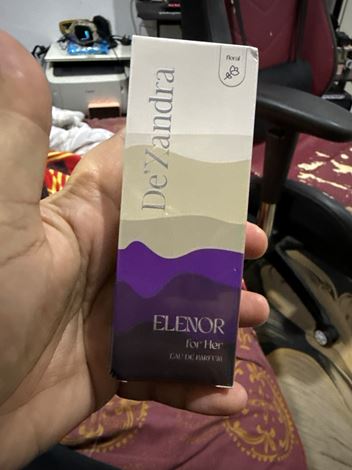 floral
De'Xandra
ELENOR
for Her
EAU DE PARFUM